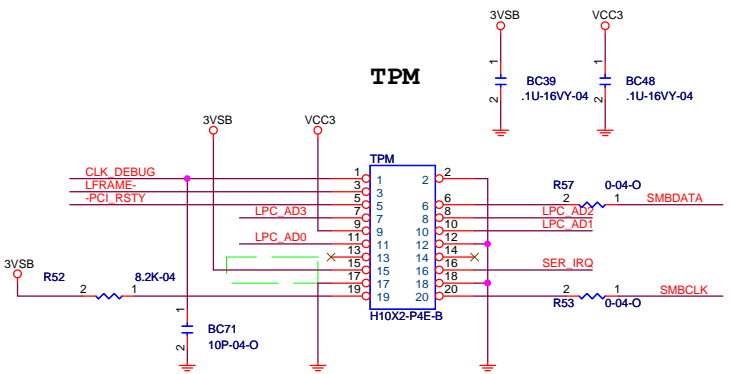 3VSB VCC3
1 1
BC39 BC48
.1U-16VY-04 .1U-16VY-04
2 2
TPM
3VSB VCC3
TPM
CLK_DEBUG 1 1 2 2
LFRAME- 3 3
R57 0-04-O
-PCI_RSTY 5 5 6 6 2 1 SMBDATA
LPC_AD3 7 7 8 8 LPC_AD2
9 9 10 10 LPC_AD1
LPC_AD0 11 11 12 12
13 13 14 14
3VSB
15 15 16 16 SER_IRQ
R52 8.2K-04
17 17 18 18
2 1 19 19 20 20 2 1 SMBCLK
R53 0-04-O
1
H10X2-P4E-B
BC71
10P-04-O
2